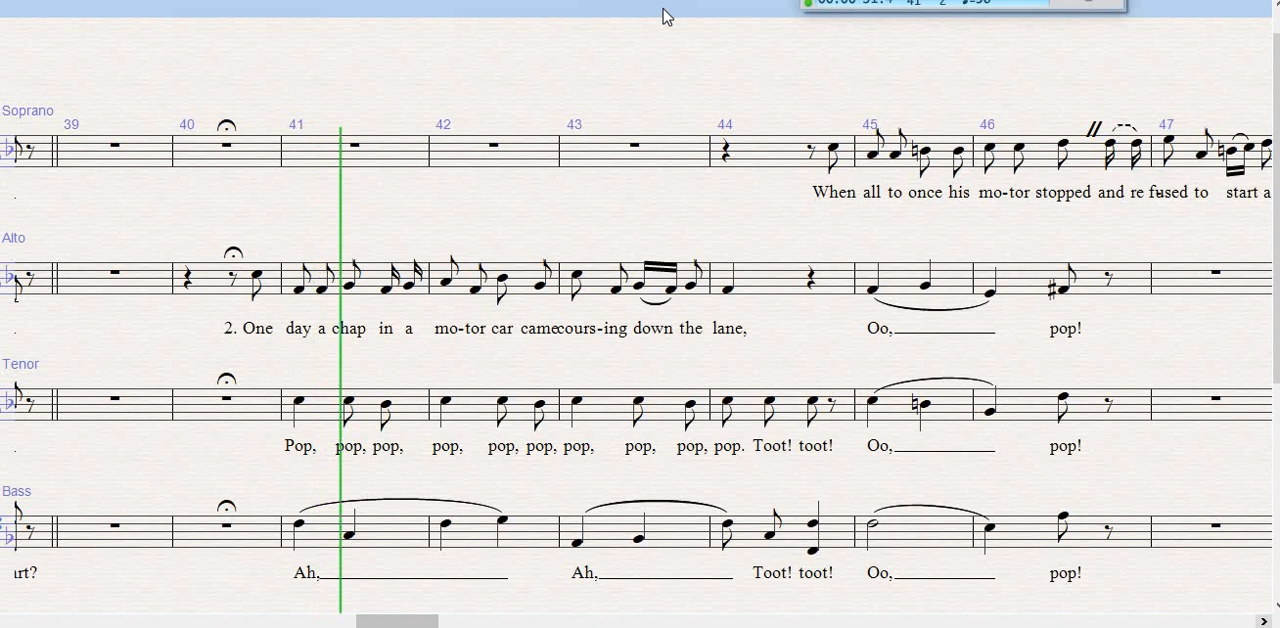 Soprano
39 40 41 42 43 44 45 46 47
When all to once his mo-tor stopped and re fused to start a
Alto
2. One day a chap in a mo-tor car came cours-ing down the lane, Oo, pop!
Tenor
Pop, pop, pop, pop, pop, pop, pop, pop, pop, pop. Toot! toot! Oo, pop!
Bass
Ah, Ah, Toot! toot! Oo, pop!